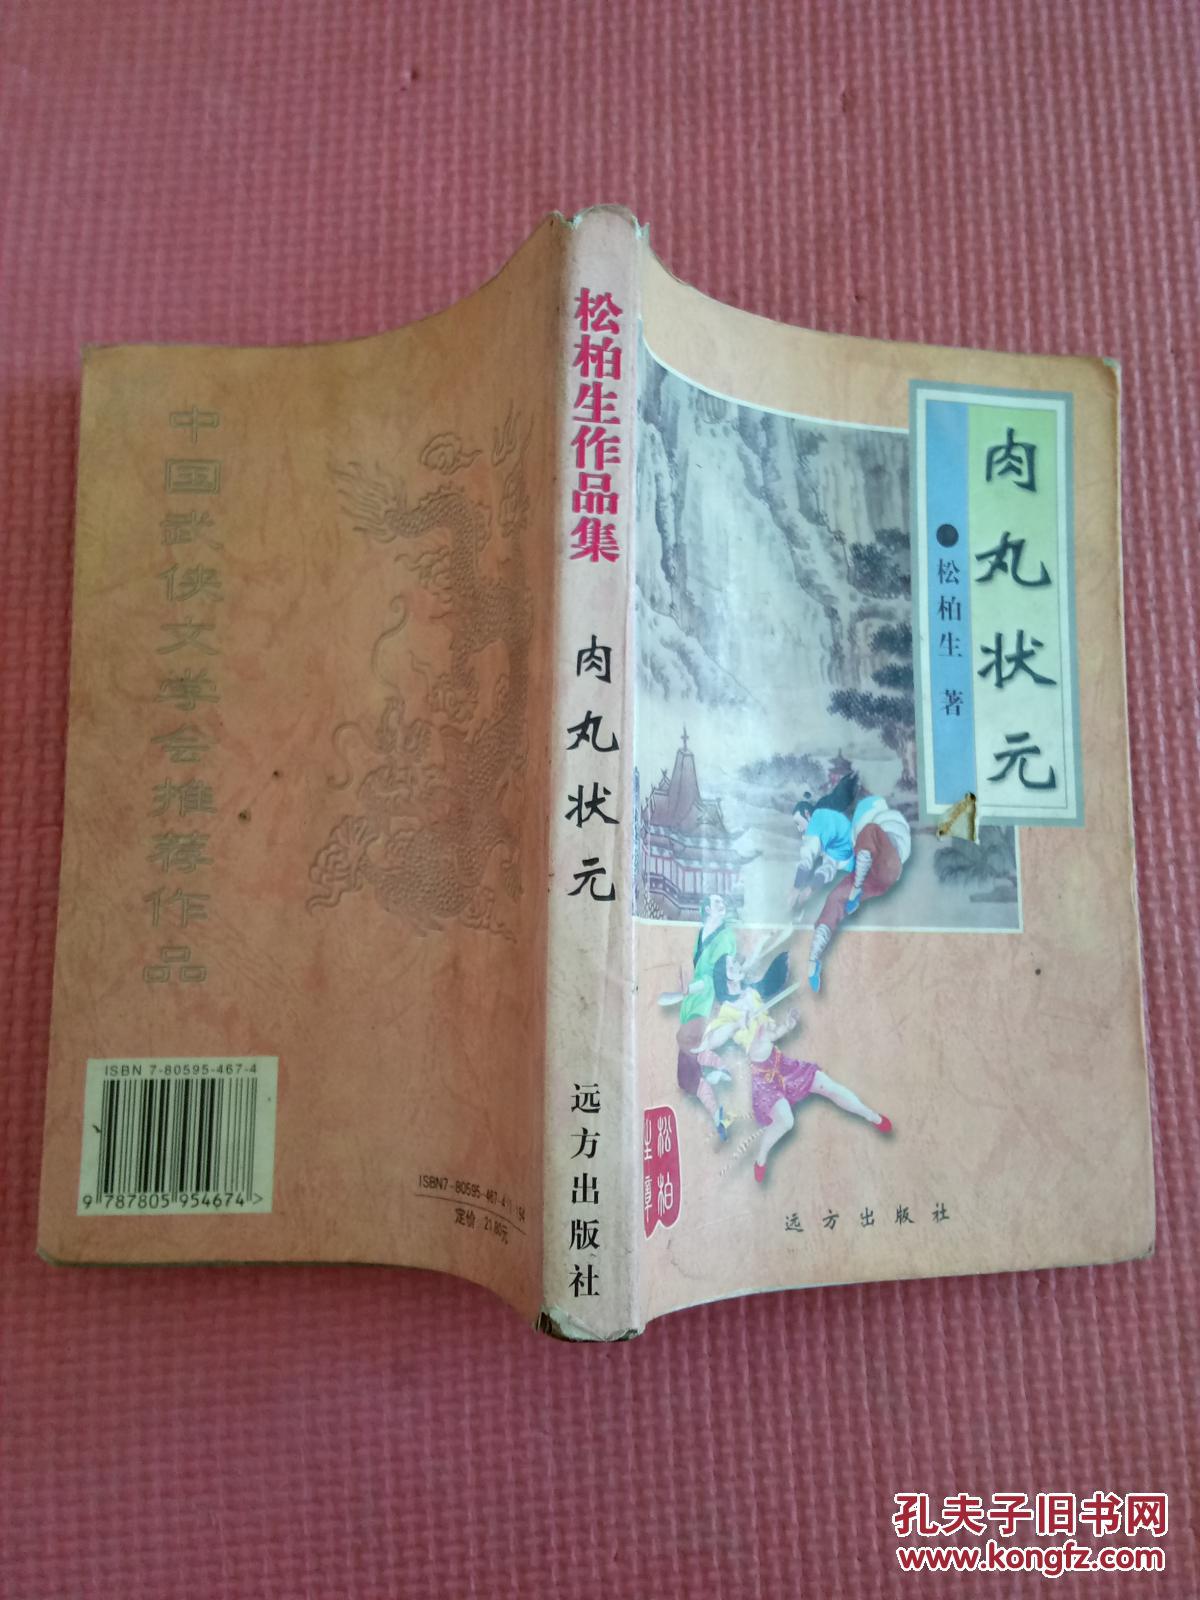 中国武侠文学会推荐作品
ISBN 7-80595-467-4
9 787805 954674 >
定价 21.80元
松柏生作品集
肉丸状元
远方出版社
肉丸状元
●松柏生 著
松柏
远方出版社
孔夫子旧书网
www.kongfz.com